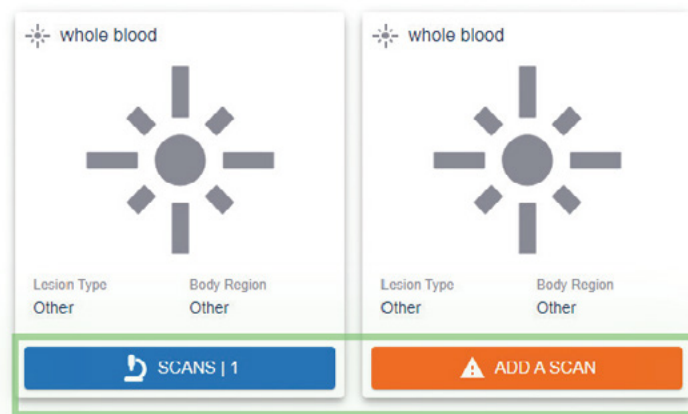 whole blood
Lesion Type Body Region
Other Other
SCANS | 1
whole blood
Lesion Type Body Region
Other Other
ADD A SCAN